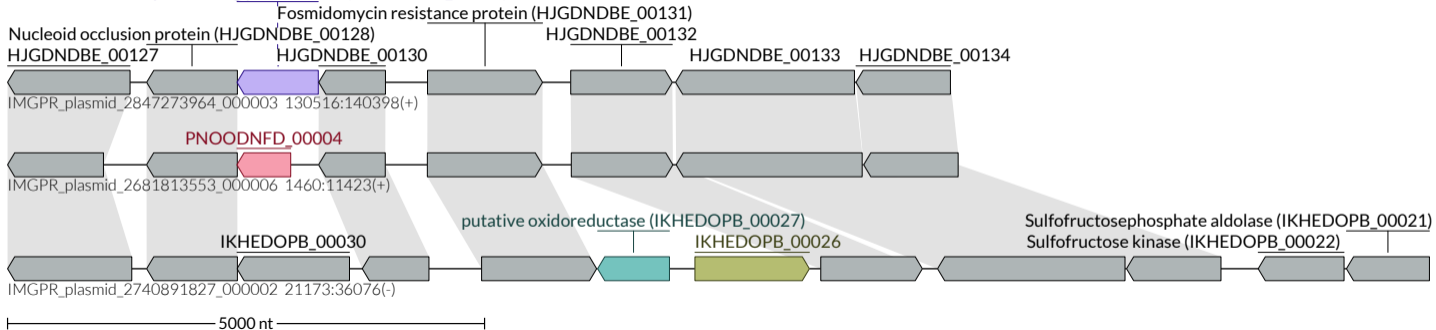 Fosmidomycin resistance protein (HJGDNDBE_00131)
Nucleoid occlusion protein (HJGDNDBE_00128)
HJGDNDBE_00132
HJGDNDBE_00127
HJGDNDBE_00130
HJGDNDBE_00133
HJGDNDBE_00134
IMGPR_plasmid_2847273964_000003 130516:140398(+)
PNOODNFD_00004
IMGPR_plasmid_2681813553_000006 1460:11423(+)
putative oxidoreductase (IKHEDOPB_00027)
Sulfofructosephosphate aldolase (IKHEDOPB_00021)
IKHEDOPB_00030
IKHEDOPB_00026
Sulfofructose kinase (IKHEDOPB_00022)
IMGPR_plasmid_2740891827_000002 21173:36076(-)
5000 nt